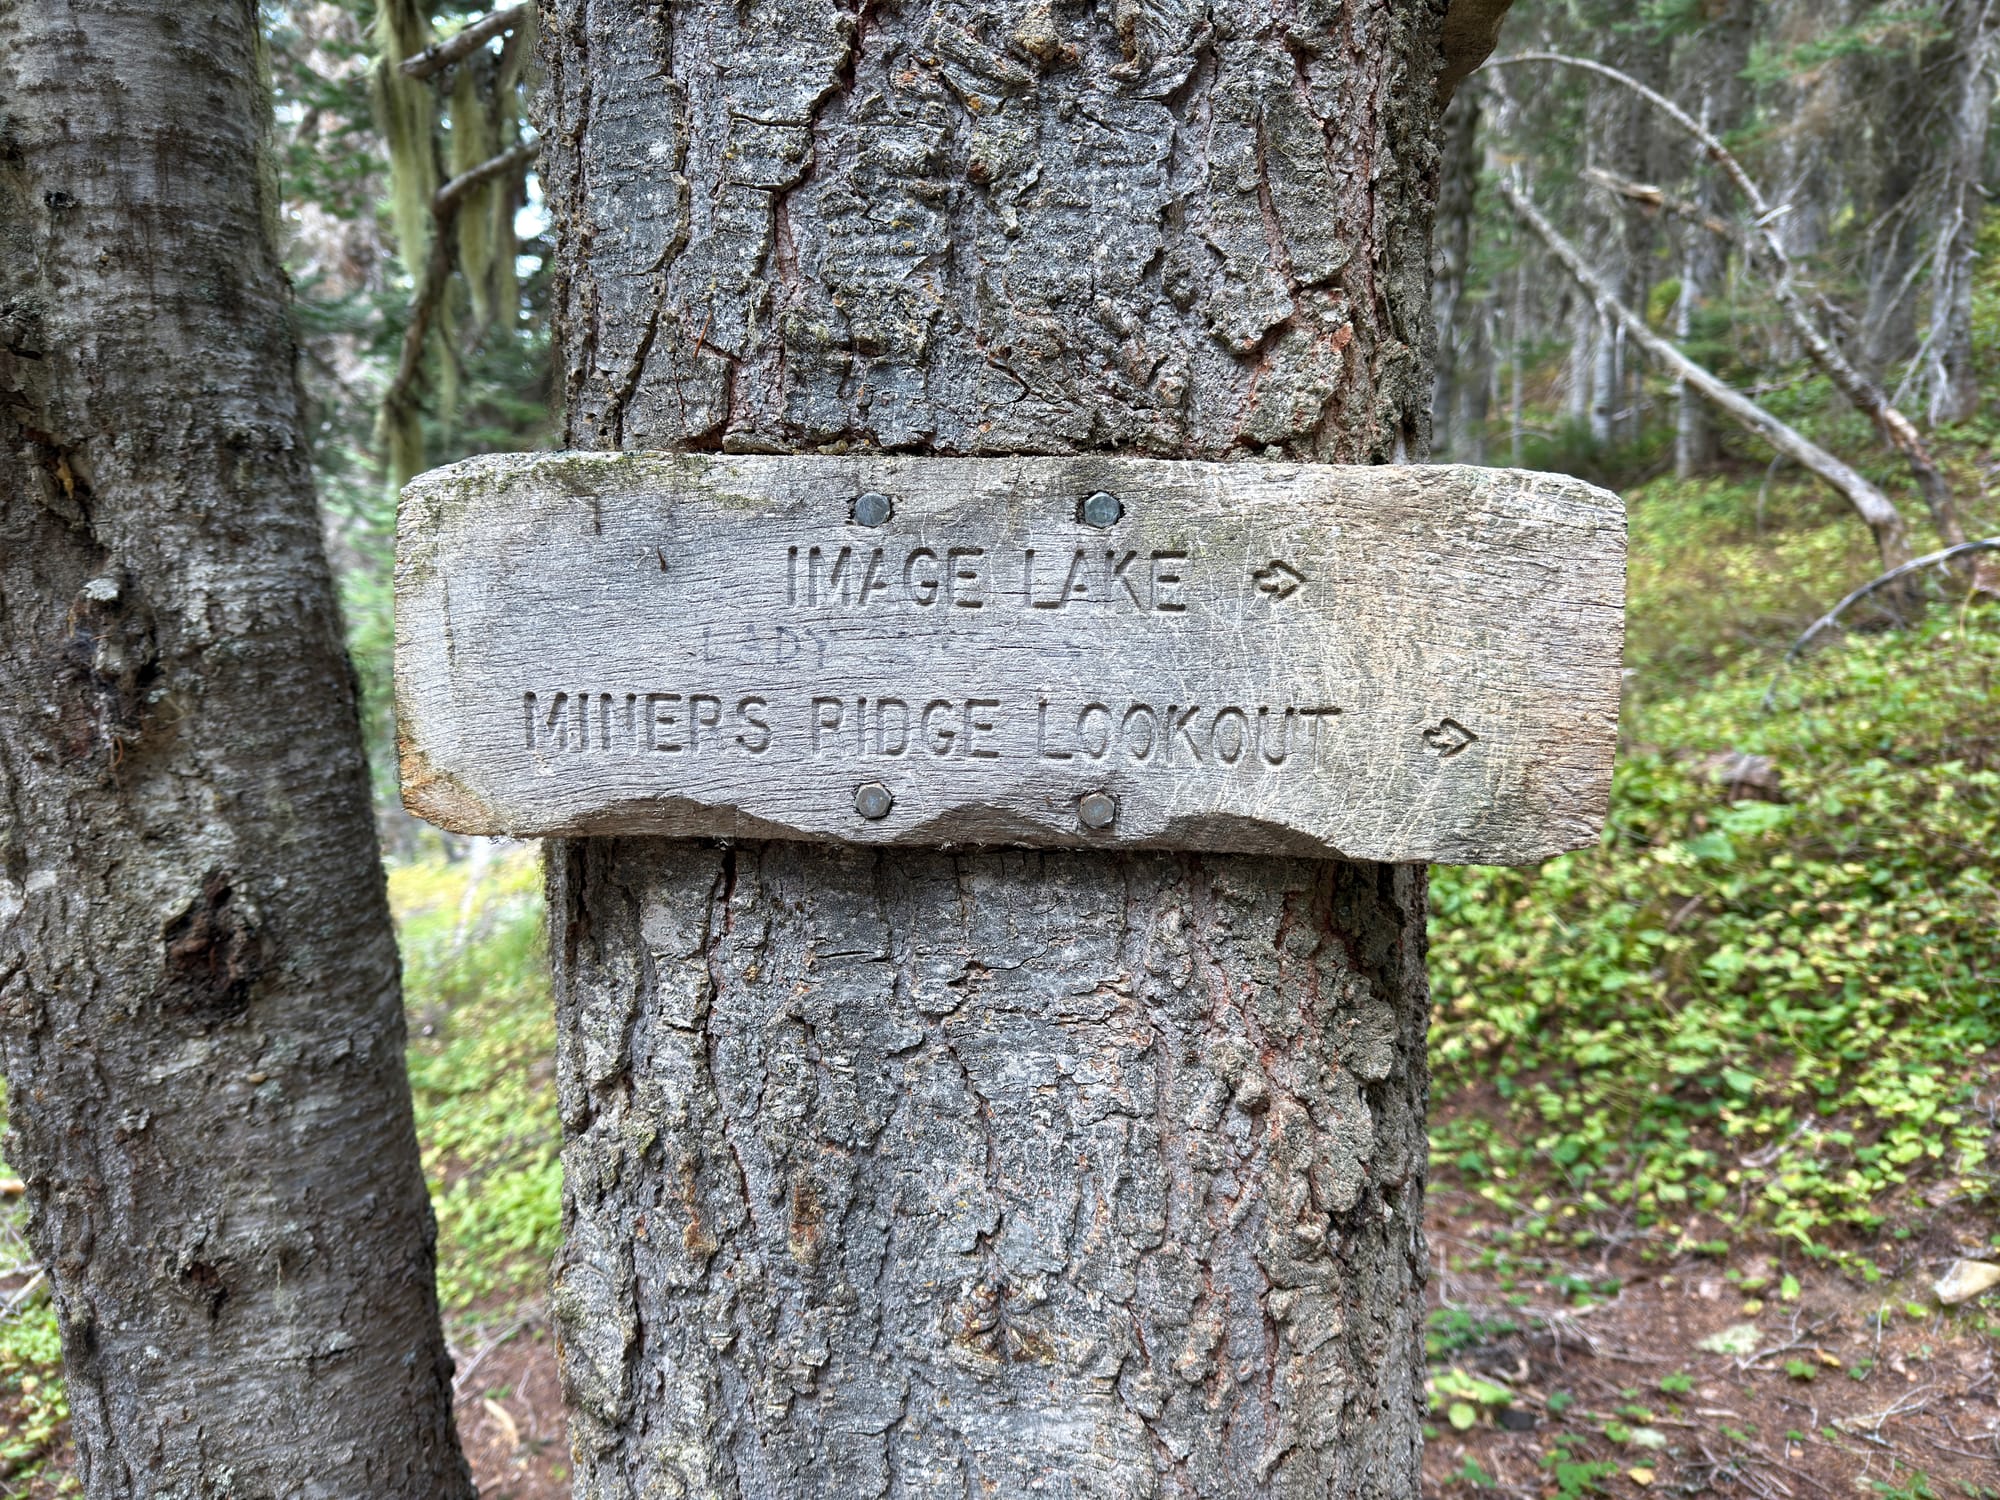 IMAGE LAKE →
LADY
MINERS RIDGE LOOKOUT →